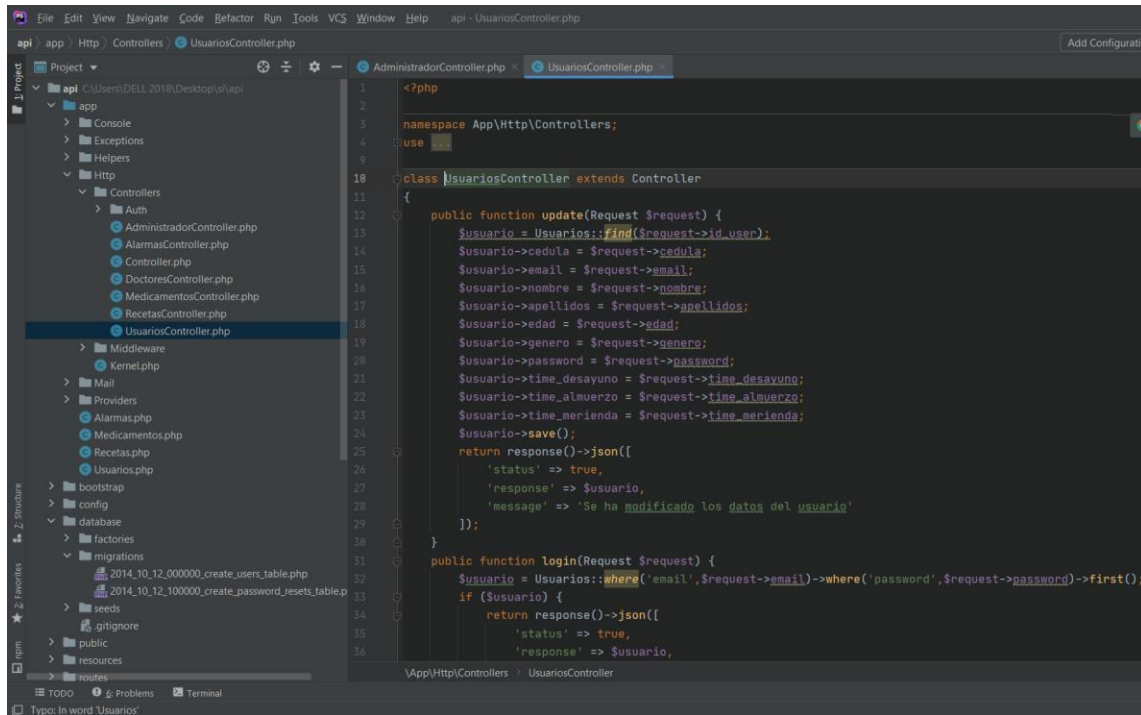 File Edit View Navigate Code Refactor Run Tools VCS Window Help api - UsuariosController.php
api app Http Controllers UsuariosController.php Add Configurati
Project
AdministradorController.php UsuariosController.php
1: Project
api C:\Users\DELL 2018\Desktop\si\api
app
Console
Exceptions
Helpers
Http
Controllers
Auth
AdministradorController.php
AlarmasController.php
Controller.php
DoctoresController.php
MedicamentosController.php
RecetasController.php
UsuariosController.php
Middleware
Kernel.php
Mail
Providers
Alarmas.php
Medicamentos.php
Recetas.php
Usuarios.php
bootstrap
config
database
factories
migrations
2014_10_12_000000_create_users_table.php
2014_10_12_100000_create_password_resets_table.p
seeds
.gitignore
public
resources
routes
Z: Structure
2: Favorites
npm
1 <?php
2
3 namespace App\Http\Controllers;
4 use ...
9
10 class UsuariosController extends Controller
11 {
12 public function update(Request $request) {
13 $usuario = Usuarios::find($request->id_user);
14 $usuario->cedula = $request->cedula;
15 $usuario->email = $request->email;
16 $usuario->nombre = $request->nombre;
17 $usuario->apellidos = $request->apellidos;
18 $usuario->edad = $request->edad;
19 $usuario->genero = $request->genero;
20 $usuario->password = $request->password;
21 $usuario->time_desayuno = $request->time_desayuno;
22 $usuario->time_almuerzo = $request->time_almuerzo;
23 $usuario->time_merienda = $request->time_merienda;
24 $usuario->save();
25 return response()->json([
26 'status' => true,
27 'response' => $usuario,
28 'message' => 'Se ha modificado los datos del usuario'
29 ]);
30 }
31 public function login(Request $request) {
32 $usuario = Usuarios::where('email',$request->email)->where('password',$request->password)->first();
33 if ($usuario) {
34 return response()->json([
35 'status' => true,
36 'response' => $usuario,
\App\Http\Controllers UsuariosController
TODO 6: Problems Terminal
Typo: In word 'Usuarios'